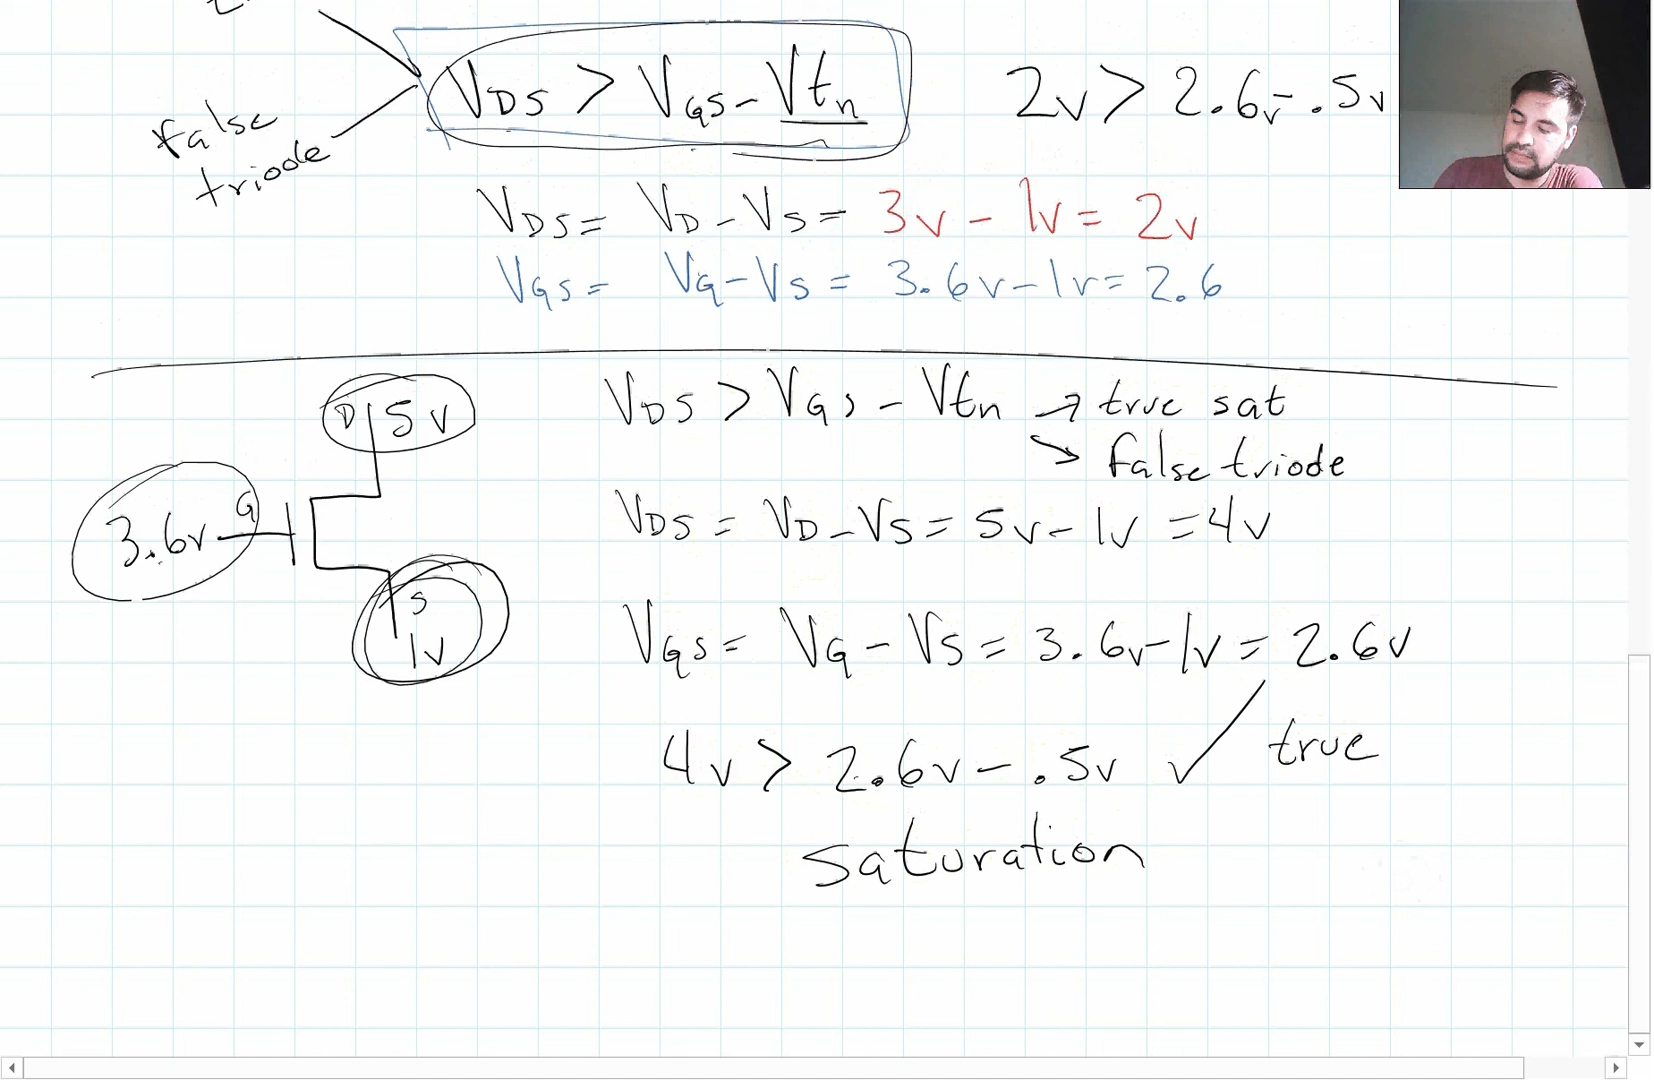 VDS > VGS - Vtn 2v > 2.6v - .5v
false
triode
VDS = VD - VS = 3v - 1v = 2v
VGS = VG - VS = 3.6v - 1v = 2.6
D 5v
G
3.6v
S
1v
VDS > VGS - Vtn → true sat
↘ false triode
VDS = VD - VS = 5v - 1v = 4v
VGS = VG - VS = 3.6v - 1v = 2.6v
4v > 2.6v - .5v ✓ true
saturation